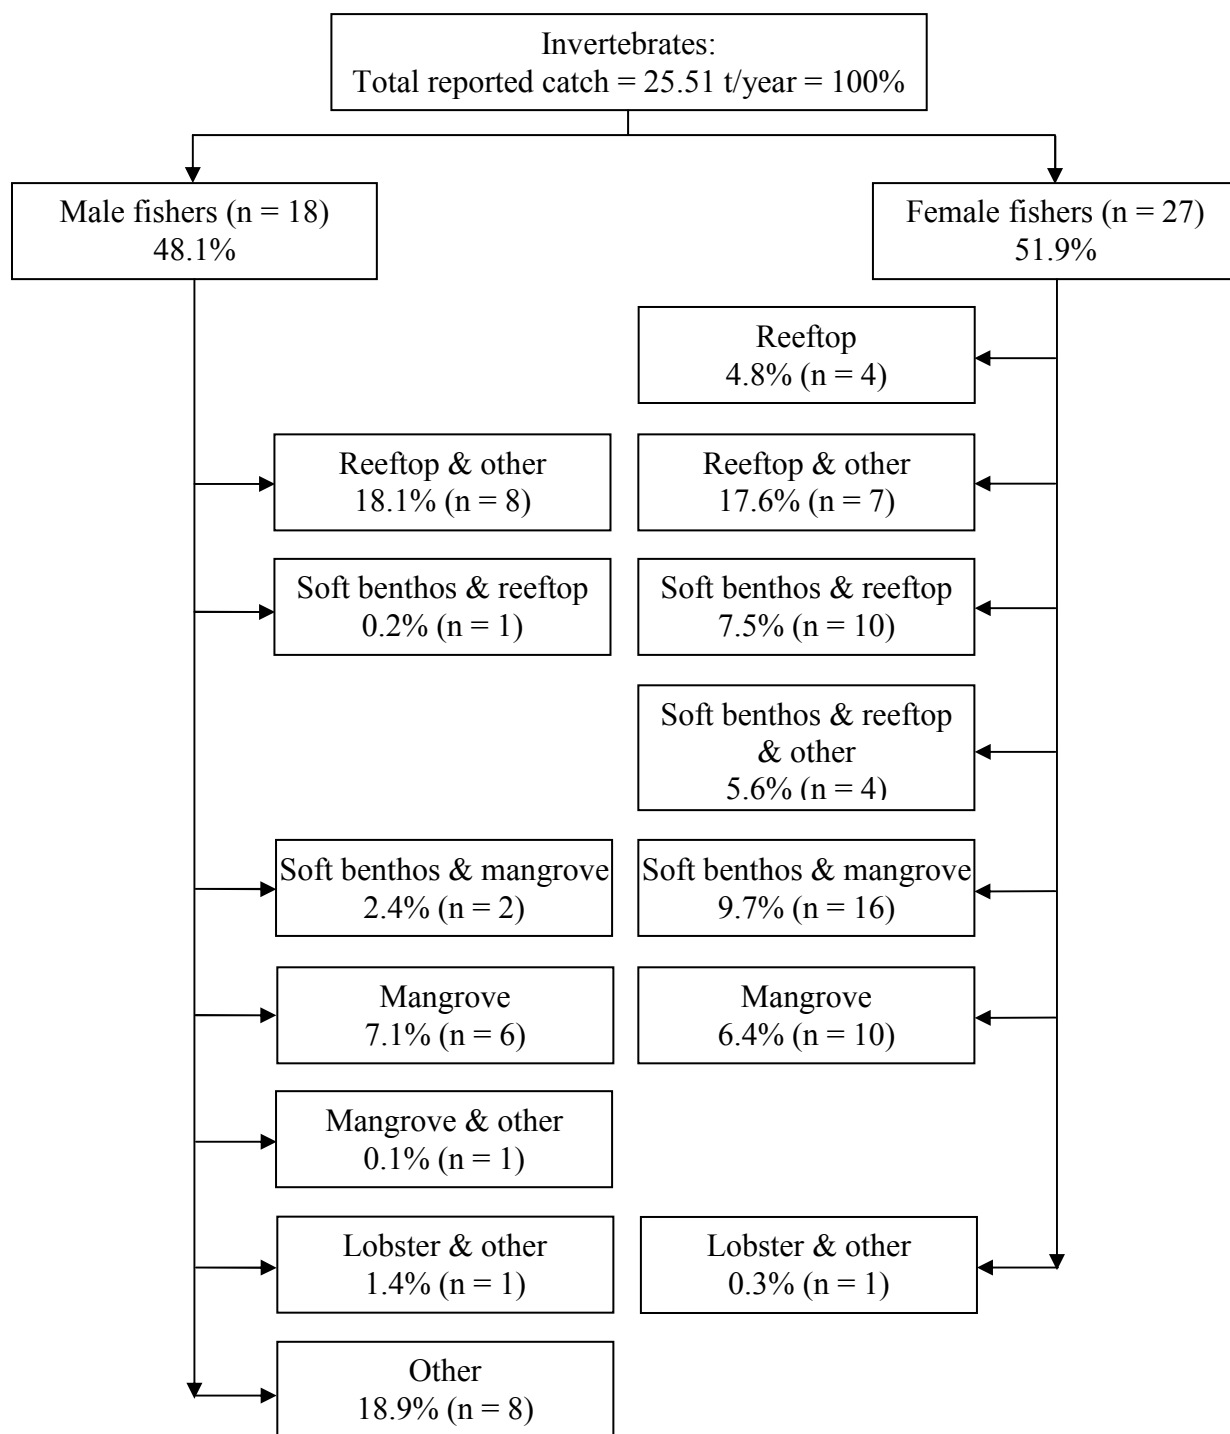 Invertebrates:
Total reported catch = 25.51 t/year = 100%
Male fishers (n = 18)
48.1%
Female fishers (n = 27)
51.9%
Reeftop
4.8% (n = 4)
Reeftop & other
18.1% (n = 8)
Reeftop & other
17.6% (n = 7)
Soft benthos & reeftop
0.2% (n = 1)
Soft benthos & reeftop
7.5% (n = 10)
Soft benthos & reeftop
& other
5.6% (n = 4)
Soft benthos & mangrove
2.4% (n = 2)
Soft benthos & mangrove
9.7% (n = 16)
Mangrove
7.1% (n = 6)
Mangrove
6.4% (n = 10)
Mangrove & other
0.1% (n = 1)
Lobster & other
1.4% (n = 1)
Lobster & other
0.3% (n = 1)
Other
18.9% (n = 8)